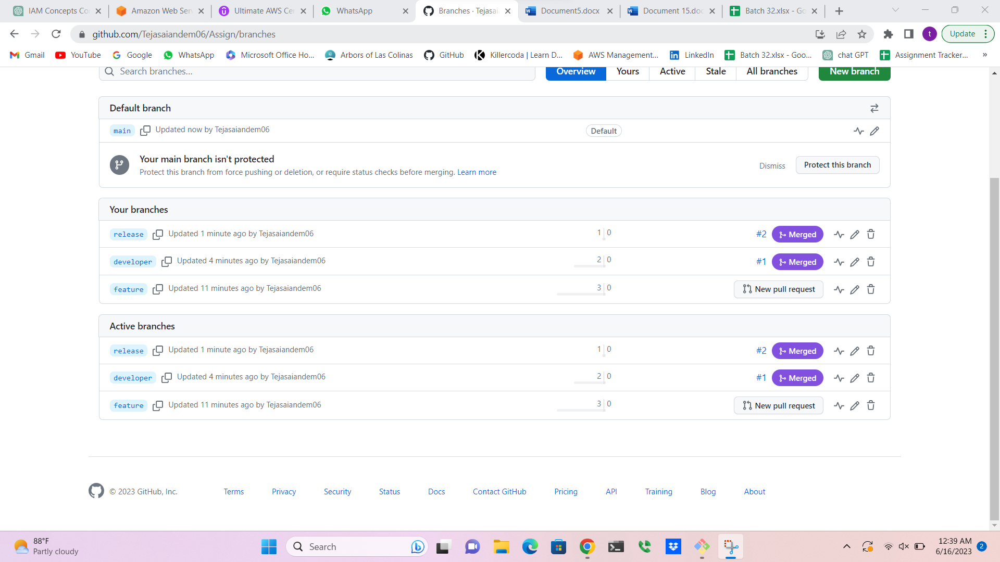 IAM Concepts Co
Amazon Web Serv
Ultimate AWS Cer
WhatsApp
Branches · Tejasai
Document5.docx
Document 15.doc
Batch 32.xlsx - Go
github.com/Tejasaiandem06/Assign/branches
t
Update
Gmail
YouTube
Google
WhatsApp
Microsoft Office Ho...
Arbors of Las Colinas
GitHub
Killercoda | Learn D...
AWS Management...
LinkedIn
Batch 32.xlsx - Goo...
chat GPT
Assignment Tracker...
»
Search branches...
Overview
Yours
Active
Stale
All branches
New branch
Default branch
main Updated now by Tejasaiandem06 Default
Your main branch isn't protected
Protect this branch from force pushing or deletion, or require status checks before merging. Learn more
Dismiss
Protect this branch
Your branches
release Updated 1 minute ago by Tejasaiandem06 1 0 #2 Merged
developer Updated 4 minutes ago by Tejasaiandem06 2 0 #1 Merged
feature Updated 11 minutes ago by Tejasaiandem06 3 0 New pull request
Active branches
release Updated 1 minute ago by Tejasaiandem06 1 0 #2 Merged
developer Updated 4 minutes ago by Tejasaiandem06 2 0 #1 Merged
feature Updated 11 minutes ago by Tejasaiandem06 3 0 New pull request
© 2023 GitHub, Inc.
Terms
Privacy
Security
Status
Docs
Contact GitHub
Pricing
API
Training
Blog
About
88°F
Partly cloudy
Search
12:39 AM
6/16/2023
2